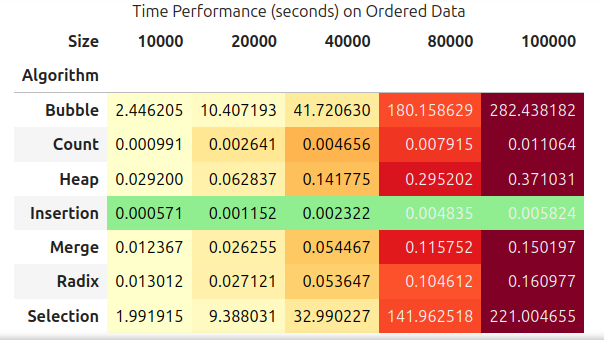 Time Performance (seconds) on Ordered Data
Size 10000 20000 40000 80000 100000
Algorithm
Bubble 2.446205 10.407193 41.720630 180.158629 282.438182
Count 0.000991 0.002641 0.004656 0.007915 0.011064
Heap 0.029200 0.062837 0.141775 0.295202 0.371031
Insertion 0.000571 0.001152 0.002322 0.004835 0.005824
Merge 0.012367 0.026255 0.054467 0.115752 0.150197
Radix 0.013012 0.027121 0.053647 0.104612 0.160977
Selection 1.991915 9.388031 32.990227 141.962518 221.004655